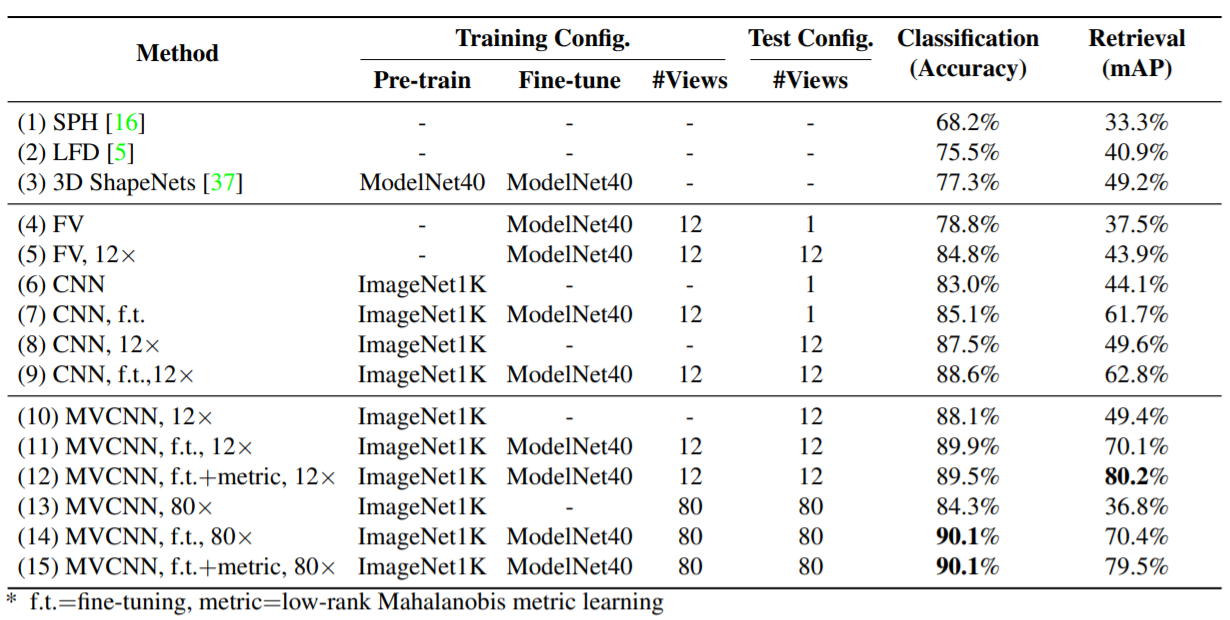 Method Training Config. Test Config. Classification (Accuracy) Retrieval (mAP)
Pre-train Fine-tune #Views #Views
(1) SPH [16] - - - - 68.2% 33.3%
(2) LFD [5] - - - - 75.5% 40.9%
(3) 3D ShapeNets [37] ModelNet40 ModelNet40 - - 77.3% 49.2%
(4) FV - ModelNet40 12 1 78.8% 37.5%
(5) FV, 12× - ModelNet40 12 12 84.8% 43.9%
(6) CNN ImageNet1K - - 1 83.0% 44.1%
(7) CNN, f.t. ImageNet1K ModelNet40 12 1 85.1% 61.7%
(8) CNN, 12× ImageNet1K - - 12 87.5% 49.6%
(9) CNN, f.t.,12× ImageNet1K ModelNet40 12 12 88.6% 62.8%
(10) MVCNN, 12× ImageNet1K - - 12 88.1% 49.4%
(11) MVCNN, f.t., 12× ImageNet1K ModelNet40 12 12 89.9% 70.1%
(12) MVCNN, f.t.+metric, 12× ImageNet1K ModelNet40 12 12 89.5% 80.2%
(13) MVCNN, 80× ImageNet1K - 80 80 84.3% 36.8%
(14) MVCNN, f.t., 80× ImageNet1K ModelNet40 80 80 90.1% 70.4%
(15) MVCNN, f.t.+metric, 80× ImageNet1K ModelNet40 80 80 90.1% 79.5%
* f.t.=fine-tuning, metric=low-rank Mahalanobis metric learning